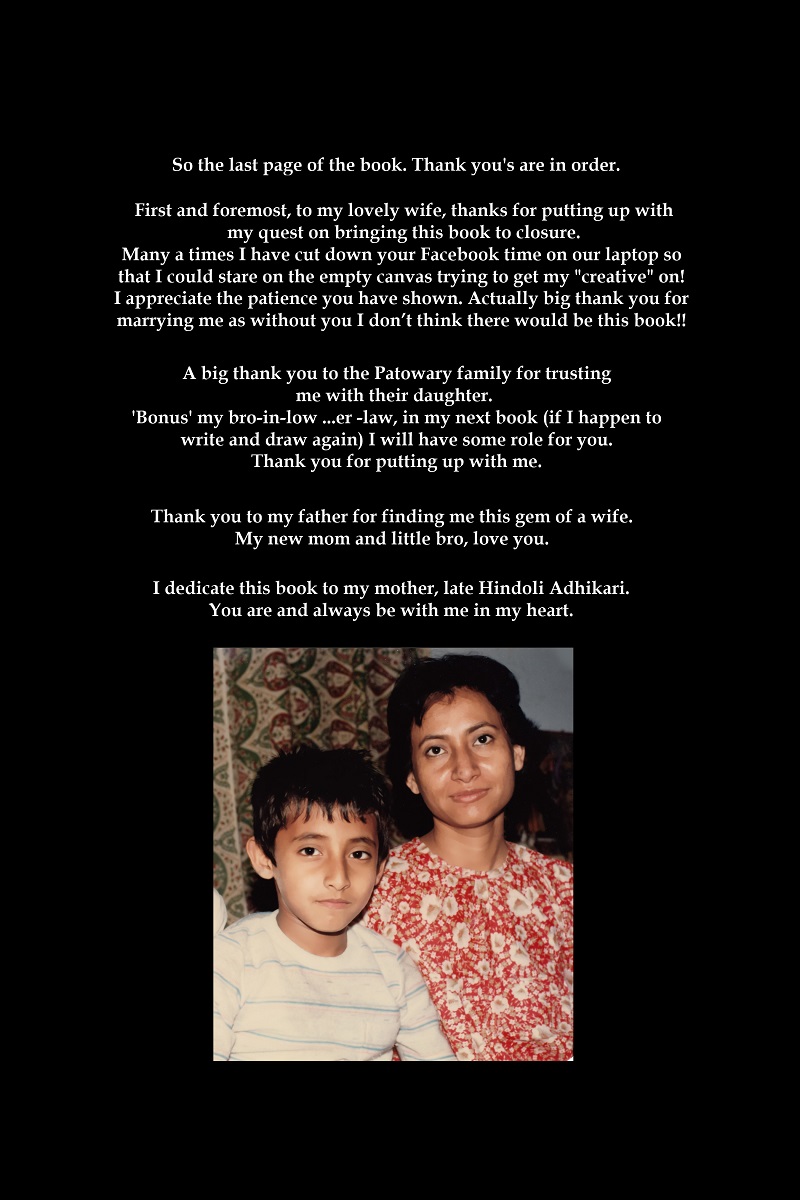 So the last page of the book. Thank you's are in order.
First and foremost, to my lovely wife, thanks for putting up with
my quest on bringing this book to closure.
Many a times I have cut down your Facebook time on our laptop so
that I could stare on the empty canvas trying to get my "creative" on!
I appreciate the patience you have shown. Actually big thank you for
marrying me as without you I don’t think there would be this book!!
A big thank you to the Patowary family for trusting
me with their daughter.
'Bonus' my bro-in-low ...er -law, in my next book (if I happen to
write and draw again) I will have some role for you.
Thank you for putting up with me.
Thank you to my father for finding me this gem of a wife.
My new mom and little bro, love you.
I dedicate this book to my mother, late Hindoli Adhikari.
You are and always be with me in my heart.